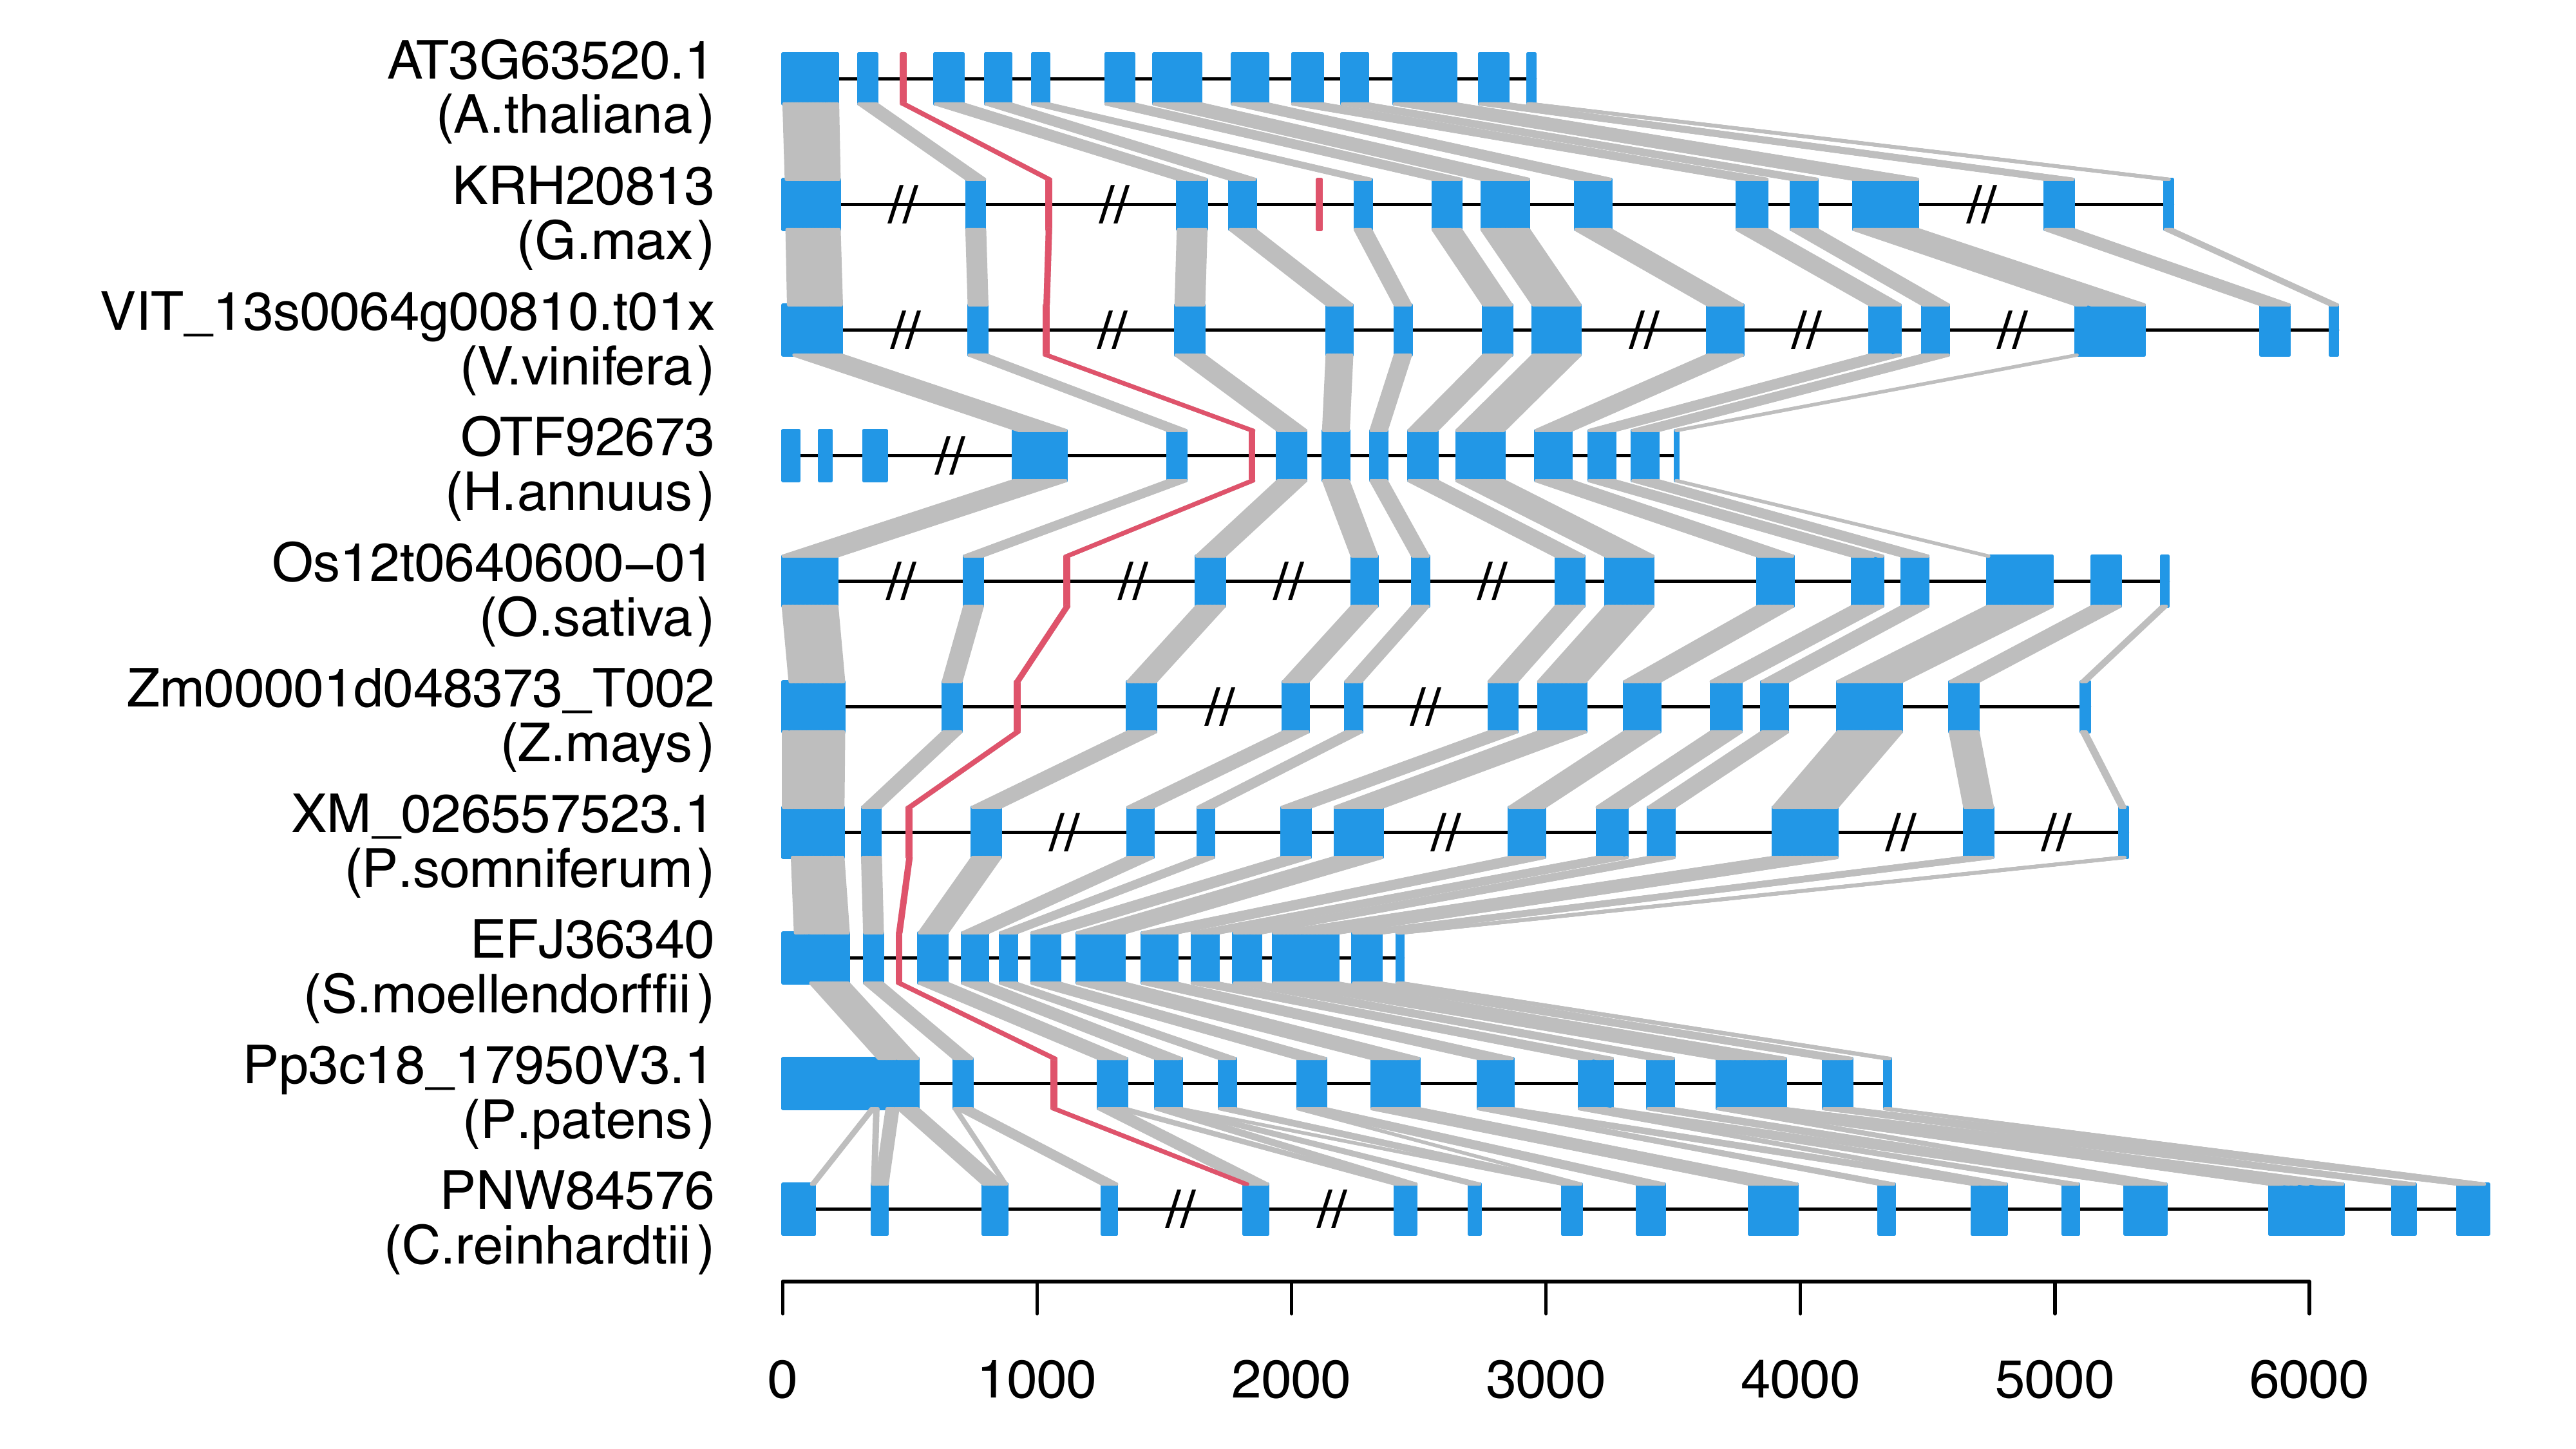 AT3G63520.1
(A.thaliana)
KRH20813
(G.max)
VIT_13s0064g00810.t01x
(V.vinifera)
OTF92673
(H.annuus)
Os12t0640600−01
(O.sativa)
Zm00001d048373_T002
(Z.mays)
XM_026557523.1
(P.somniferum)
EFJ36340
(S.moellendorffii)
Pp3c18_17950V3.1
(P.patens)
PNW84576
(C.reinhardtii)
0 1000 2000 3000 4000 5000 6000